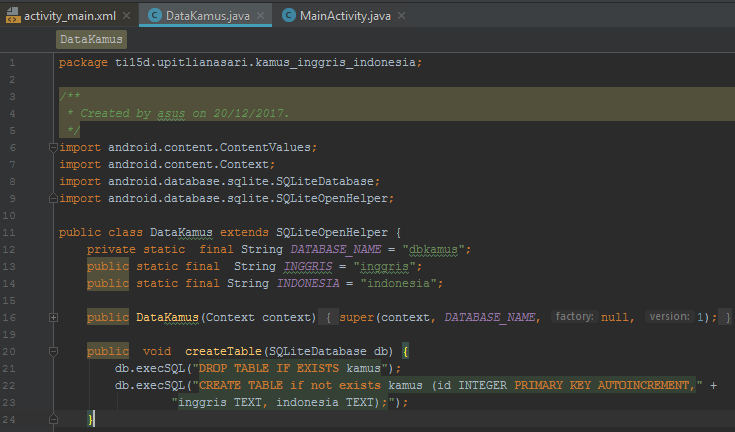 activity_main.xml × DataKamus.java × MainActivity.java ×
DataKamus
1 package ti15d.upitlianasari.kamus_inggris_indonesia;
2
3 /**
4 * Created by asus on 20/12/2017.
5 */
6 import android.content.ContentValues;
7 import android.content.Context;
8 import android.database.sqlite.SQLiteDatabase;
9 import android.database.sqlite.SQLiteOpenHelper;
10
11 public class DataKamus extends SQLiteOpenHelper {
12 private static  final String DATABASE_NAME = "dbkamus";
13 public static final  String INGGRIS = "inggris";
14 public static final String INDONESIA = "indonesia";
15
16 public DataKamus(Context context) { super(context, DATABASE_NAME, factory: null, version: 1); }
19
20 public  void  createTable(SQLiteDatabase db) {
21 db.execSQL("DROP TABLE IF EXISTS kamus");
22 db.execSQL("CREATE TABLE if not exists kamus (id INTEGER PRIMARY KEY AUTOINCREMENT," +
23 "inggris TEXT, indonesia TEXT);");
24 }